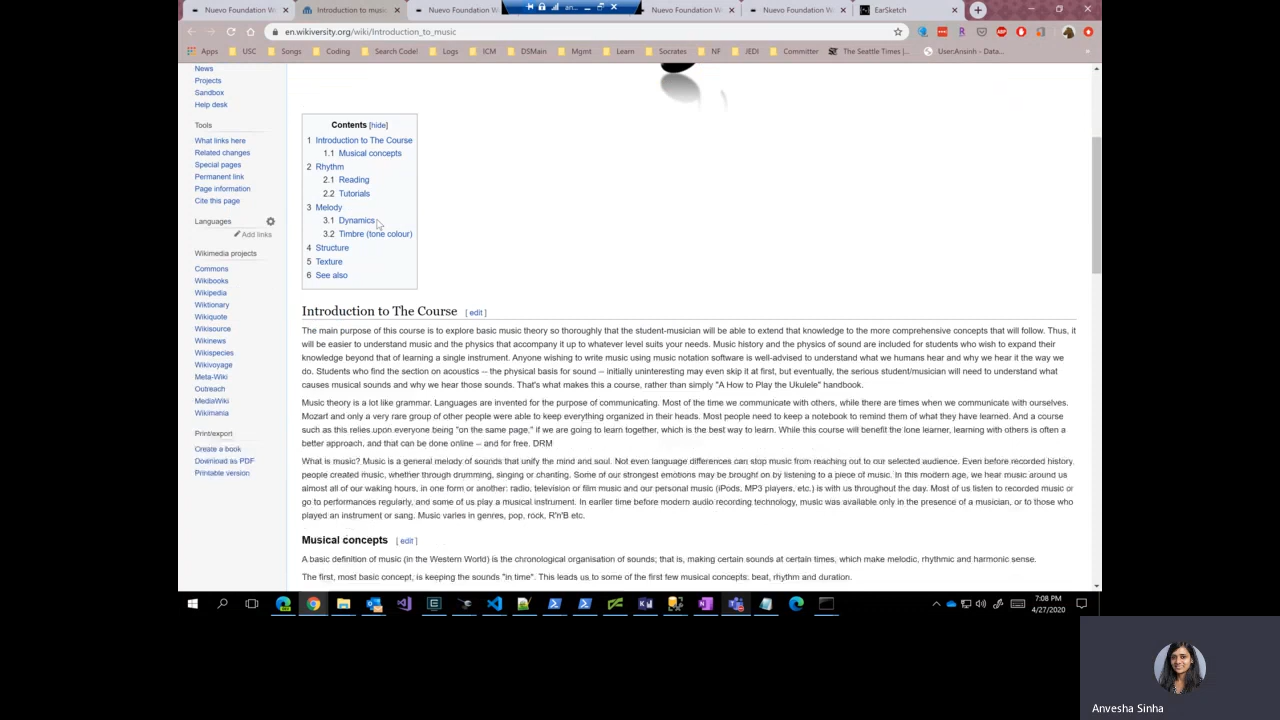 Nuevo Foundation Wo
Introduction to music
Nuevo Foundation Wo
an...
Nuevo Foundation Wo
Nuevo Foundation Wo
EarSketch
en.wikiversity.org/wiki/Introduction_to_music
Apps
USC
Songs
Coding
Search Code!
Logs
ICM
DSMain
Mgmt
Learn
Socrates
NF
JEDI
Committer
The Seattle Times |...
User:Ansinh - Data...
News
Projects
Sandbox
Help desk
Tools
What links here
Related changes
Special pages
Permanent link
Page information
Cite this page
Languages
Add links
Wikimedia projects
Commons
Wikibooks
Wikipedia
Wiktionary
Wikiquote
Wikisource
Wikinews
Wikispecies
Wikivoyage
Meta-Wiki
Outreach
MediaWiki
Wikimania
Print/export
Create a book
Download as PDF
Printable version
Contents [hide]
1 Introduction to The Course
1.1 Musical concepts
2 Rhythm
2.1 Reading
2.2 Tutorials
3 Melody
3.1 Dynamics
3.2 Timbre (tone colour)
4 Structure
5 Texture
6 See also
Introduction to The Course [ edit ]
The main purpose of this course is to explore basic music theory so thoroughly that the student-musician will be able to extend that knowledge to the more comprehensive concepts that will follow. Thus, it
will be easier to understand music and the physics that accompany it up to whatever level suits your needs. Music history and the physics of sound are included for students who wish to expand their
knowledge beyond that of learning a single instrument. Anyone wishing to write music using music notation software is well-advised to understand what we humans hear and why we hear it the way we
do. Students who find the section on acoustics -- the physical basis for sound -- initially uninteresting may even skip it at first, but eventually, the serious student/musician will need to understand what
causes musical sounds and why we hear those sounds. That's what makes this a course, rather than simply "A How to Play the Ukulele" handbook.
Music theory is a lot like grammar. Languages are invented for the purpose of communicating. Most of the time we communicate with others, while there are times when we communicate with ourselves.
Mozart and only a very rare group of other people were able to keep everything organized in their heads. Most people need to keep a notebook to remind them of what they have learned. And a course
such as this relies upon everyone being "on the same page," if we are going to learn together, which is the best way to learn. While this course will benefit the lone learner, learning with others is often a
better approach, and that can be done online -- and for free. DRM
What is music? Music is a general melody of sounds that unify the mind and soul. Not even language differences can stop music from reaching out to our selected audience. Even before recorded history,
people created music, whether through drumming, singing or chanting. Some of our strongest emotions may be brought on by listening to a piece of music. In this modern age, we hear music around us
almost all of our waking hours, in one form or another: radio, television or film music and our personal music (iPods, MP3 players, etc.) is with us throughout the day. Most of us listen to recorded music or
go to performances regularly, and some of us play a musical instrument. In earlier time before modern audio recording technology, music was available only in the presence of a musician, or to those who
played an instrument or sang. Music varies in genres, pop, rock, R'n'B etc.
Musical concepts [ edit ]
A basic definition of music (in the Western World) is the chronological organisation of sounds; that is, making certain sounds at certain times, which make melodic, rhythmic and harmonic sense.
The first, most basic concept, is keeping the sounds "in time". This leads us to some of the first few musical concepts: beat, rhythm and duration.
7:08 PM
4/27/2020
Anvesha Sinha